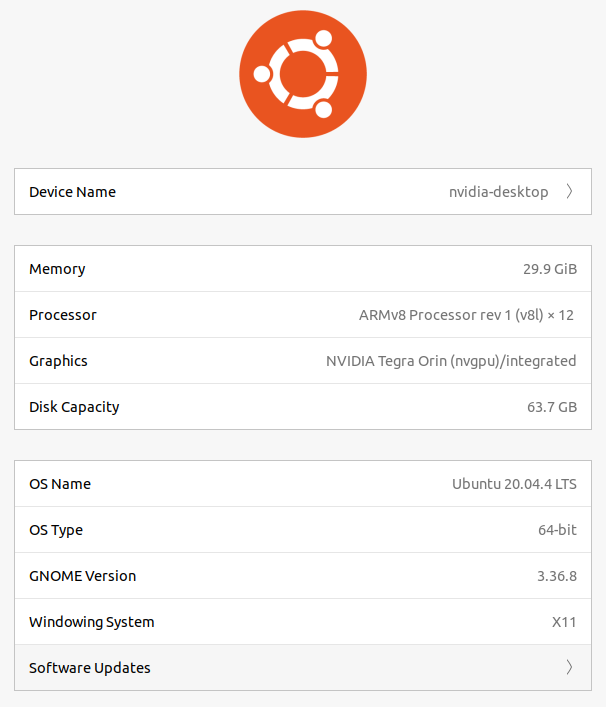 Device Name nvidia-desktop
Memory 29.9 GiB
Processor ARMv8 Processor rev 1 (v8l) × 12
Graphics NVIDIA Tegra Orin (nvgpu)/integrated
Disk Capacity 63.7 GB
OS Name Ubuntu 20.04.4 LTS
OS Type 64-bit
GNOME Version 3.36.8
Windowing System X11
Software Updates